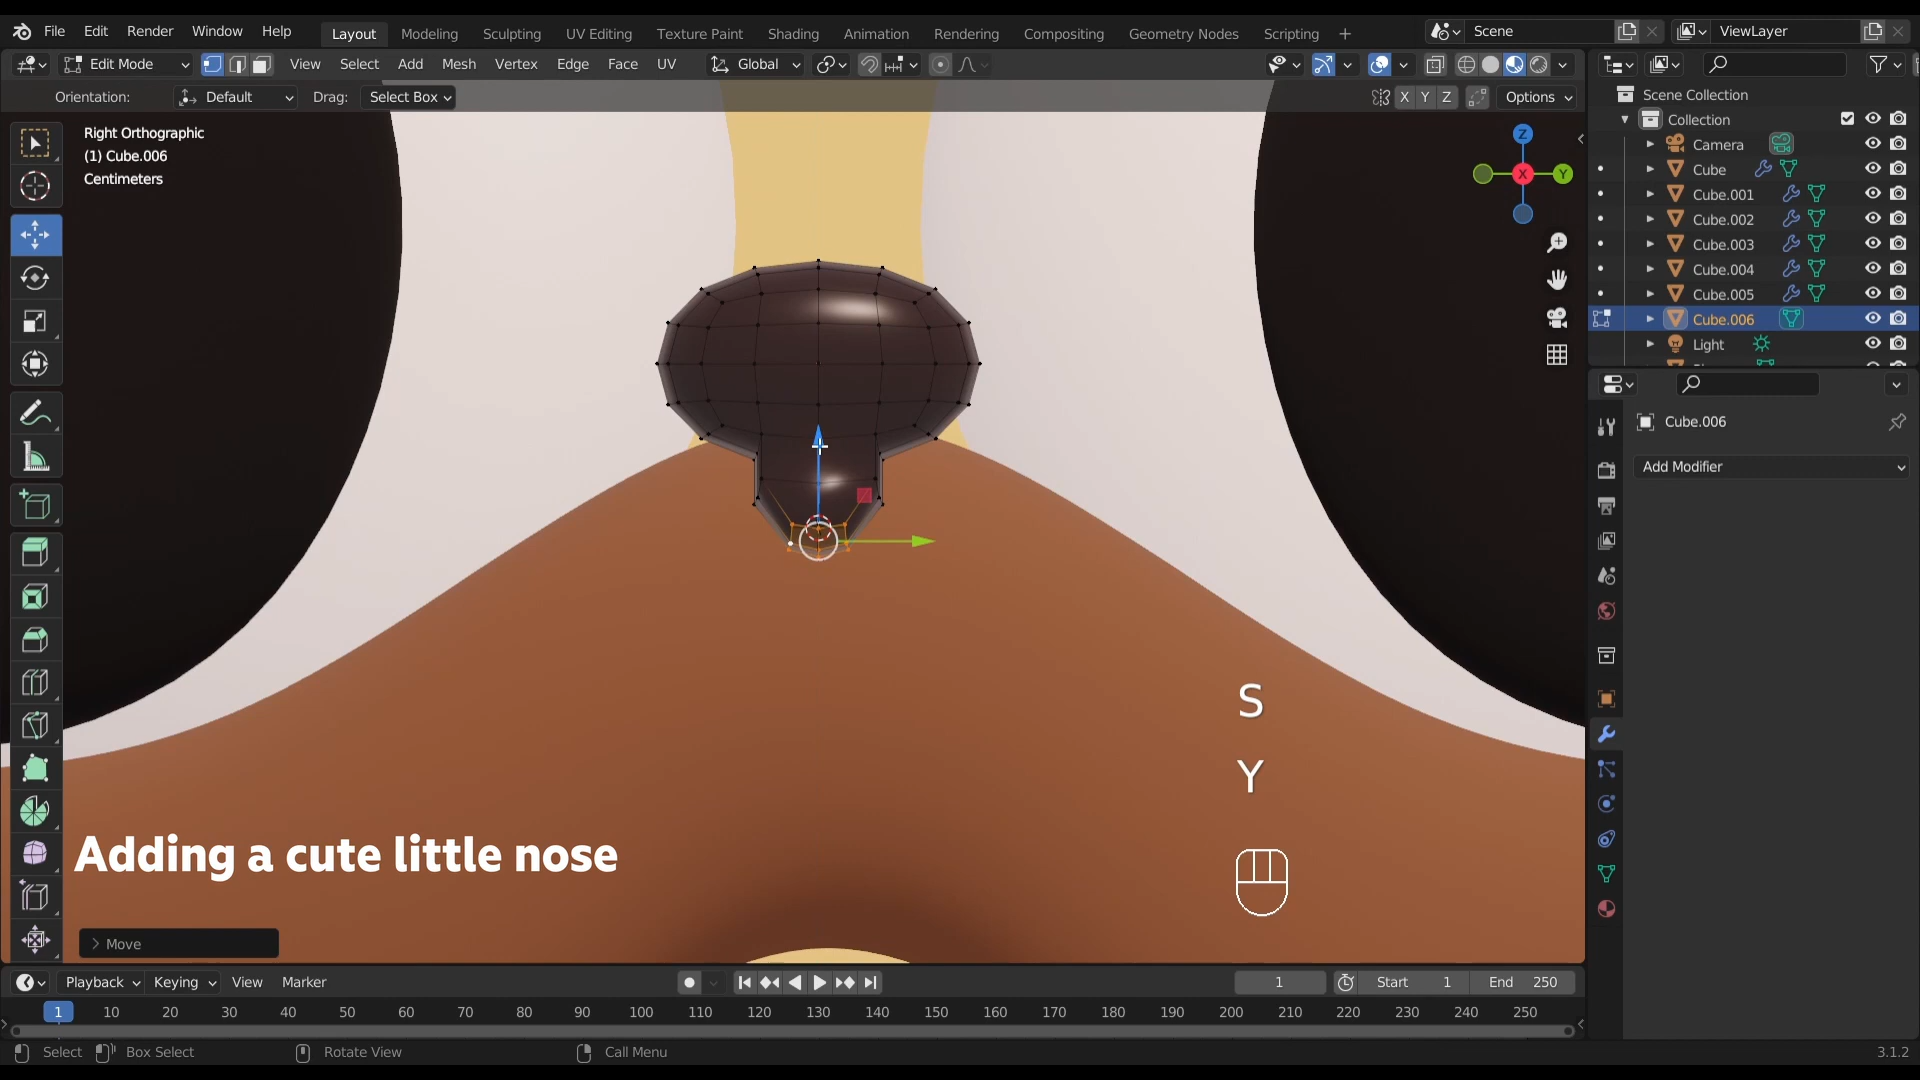 File Edit Render Window Help Layout Modeling Sculpting UV Editing Texture Paint Shading Animation Rendering Compositing Geometry Nodes Scripting + Scene ViewLayer
Edit Mode View Select Add Mesh Vertex Edge Face UV Global
Orientation: Default Drag: Select Box X Y Z Options
Right Orthographic
(1) Cube.006
Centimeters
Z
X
Y
Scene Collection
Collection
Camera
Cube
Cube.001
Cube.002
Cube.003
Cube.004
Cube.005
Cube.006
Light
Cube.006
Add Modifier
S
Y
Adding a cute little nose
Move
Playback Keying View Marker 1 Start 1 End 250
1 10 20 30 40 50 60 70 80 90 100 110 120 130 140 150 160 170 180 190 200 210 220 230 240 250
Select Box Select Rotate View Call Menu 3.1.2